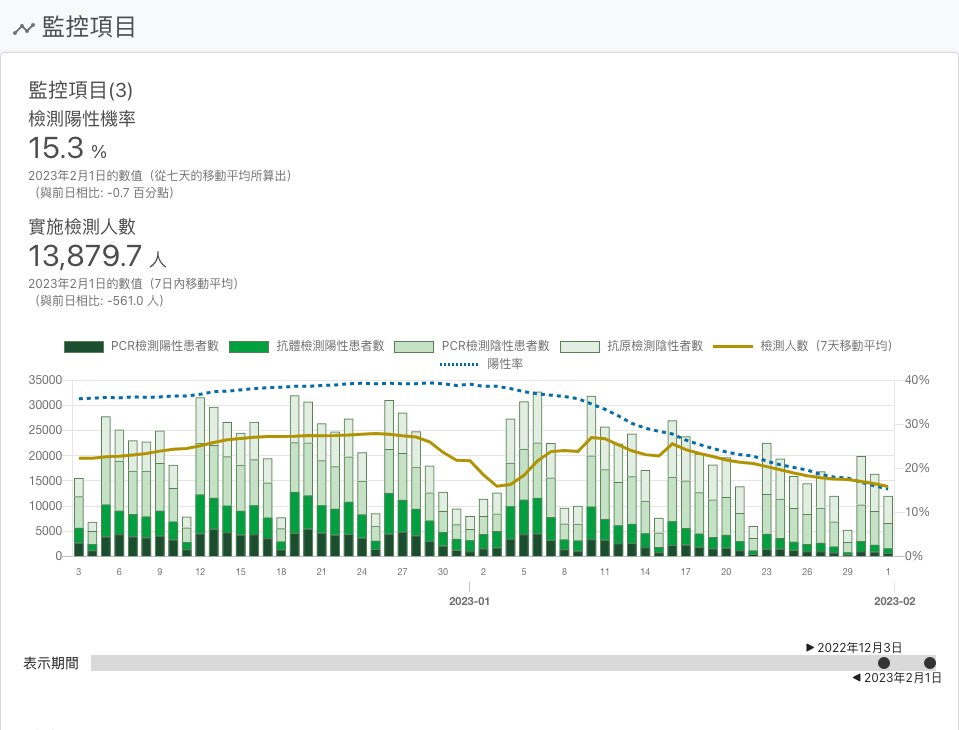 監控項目
監控項目(3)
檢測陽性機率
15.3 %
2023年2月1日的數值（從七天的移動平均所算出）
（與前日相比: -0.7 百分點）
實施檢測人數
13,879.7 人
2023年2月1日的數值（7日內移動平均）
（與前日相比: -561.0 人）
PCR檢測陽性患者數 抗體檢測陽性患者數 PCR檢測陰性患者數 抗原檢測陰性者數 檢測人數（7天移動平均）
陽性率
35000 40%
30000
25000 30%
20000
20%
15000
10000 10%
5000
0 0%
3 6 9 12 15 18 21 24 27 30 2 5 8 11 14 17 20 23 26 29 1
2023-01 2023-02
▶ 2022年12月3日
表示期間
◀ 2023年2月1日